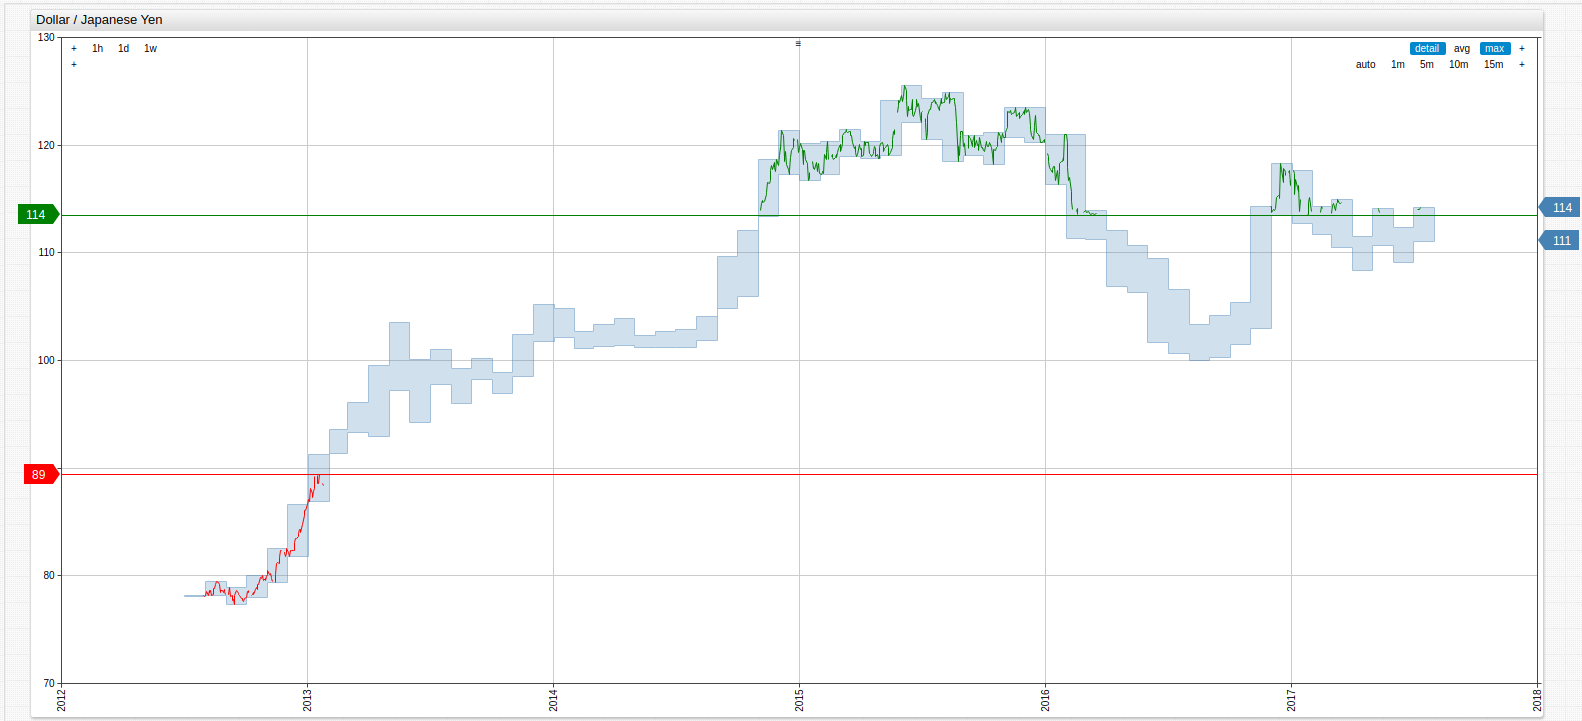 Dollar / Japanese Yen
130
+ 1h 1d 1w
≡
detail avg max +
+
auto 1m 5m 10m 15m +
120
114
114
111
110
100
89
80
70
2012 2013 2014 2015 2016 2017 2018